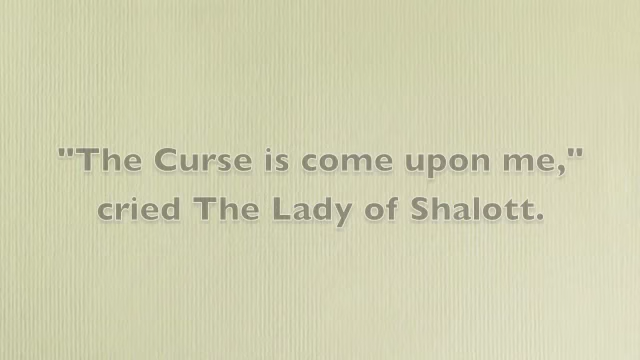 "The Curse is come upon me,"
cried The Lady of Shalott.